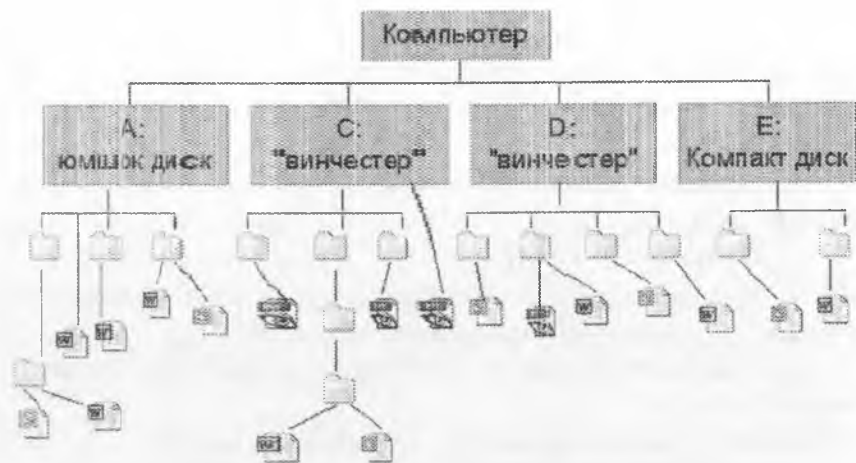 Компьютер
A:
юмшок диск
C:
"винчестер"
D:
"винчестер"
E:
Компакт диск